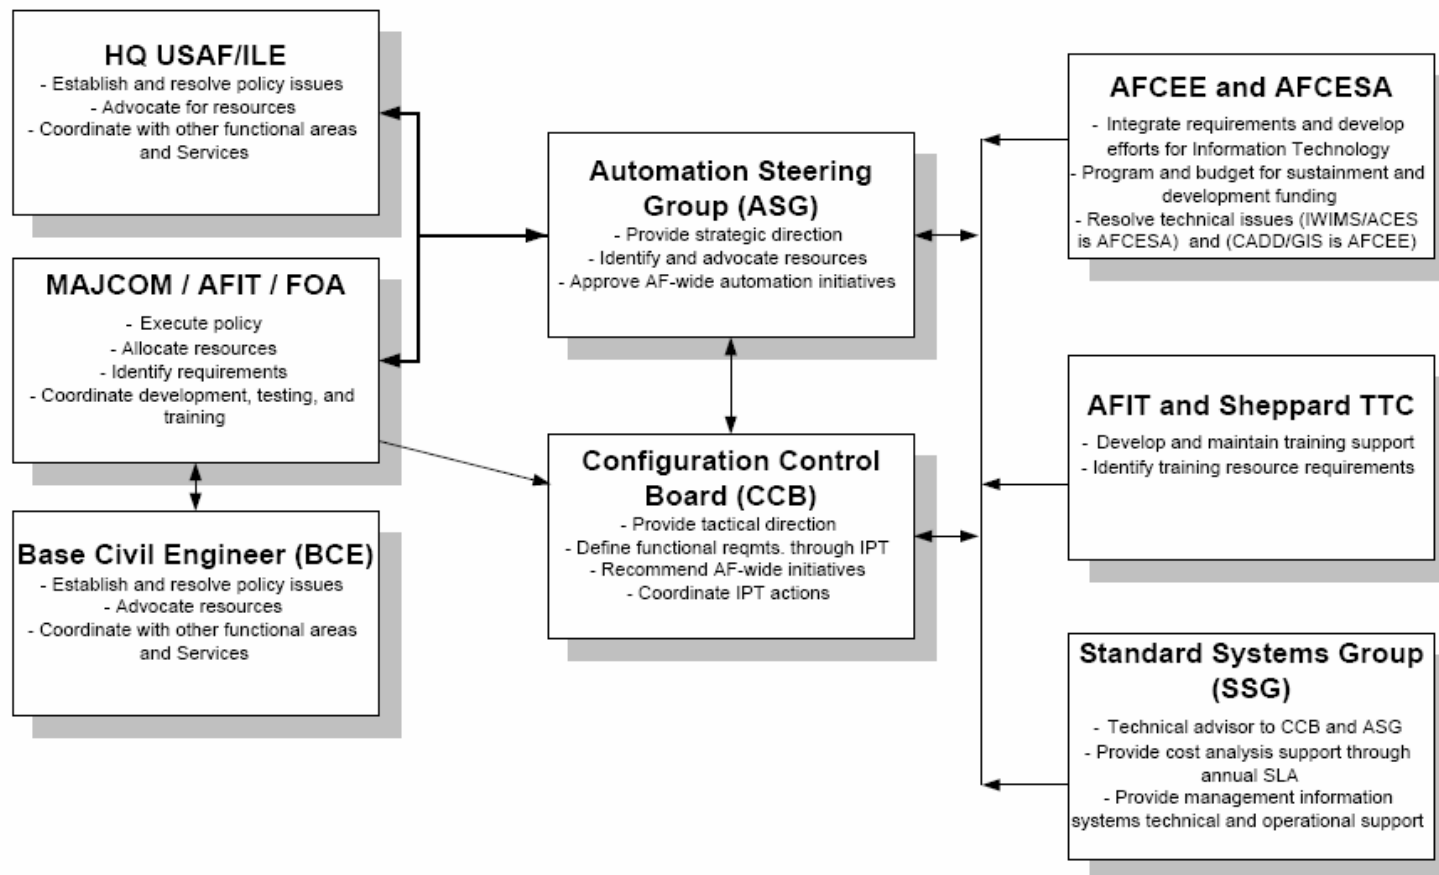 HQ USAF/ILE
- Establish and resolve policy issues
- Advocate for resources
- Coordinate with other functional areas
and Services
MAJCOM / AFIT / FOA
- Execute policy
- Allocate resources
- Identify requirements
- Coordinate development, testing, and
training
Base Civil Engineer (BCE)
- Establish and resolve policy issues
- Advocate resources
- Coordinate with other functional areas
and Services
Automation Steering
Group (ASG)
- Provide strategic direction
- Identify and advocate resources
- Approve AF-wide automation initiatives
Configuration Control
Board (CCB)
- Provide tactical direction
- Define functional reqmts. through IPT
- Recommend AF-wide initiatives
- Coordinate IPT actions
AFCEE and AFCESA
- Integrate requirements and develop
efforts for Information Technology
- Program and budget for sustainment and
development funding
- Resolve technical issues (IWIMS/ACES
is AFCESA) and (CADD/GIS is AFCEE)
AFIT and Sheppard TTC
- Develop and maintain training support
- Identify training resource requirements
Standard Systems Group
(SSG)
- Technical advisor to CCB and ASG
- Provide cost analysis support through
annual SLA
- Provide management information
systems technical and operational support